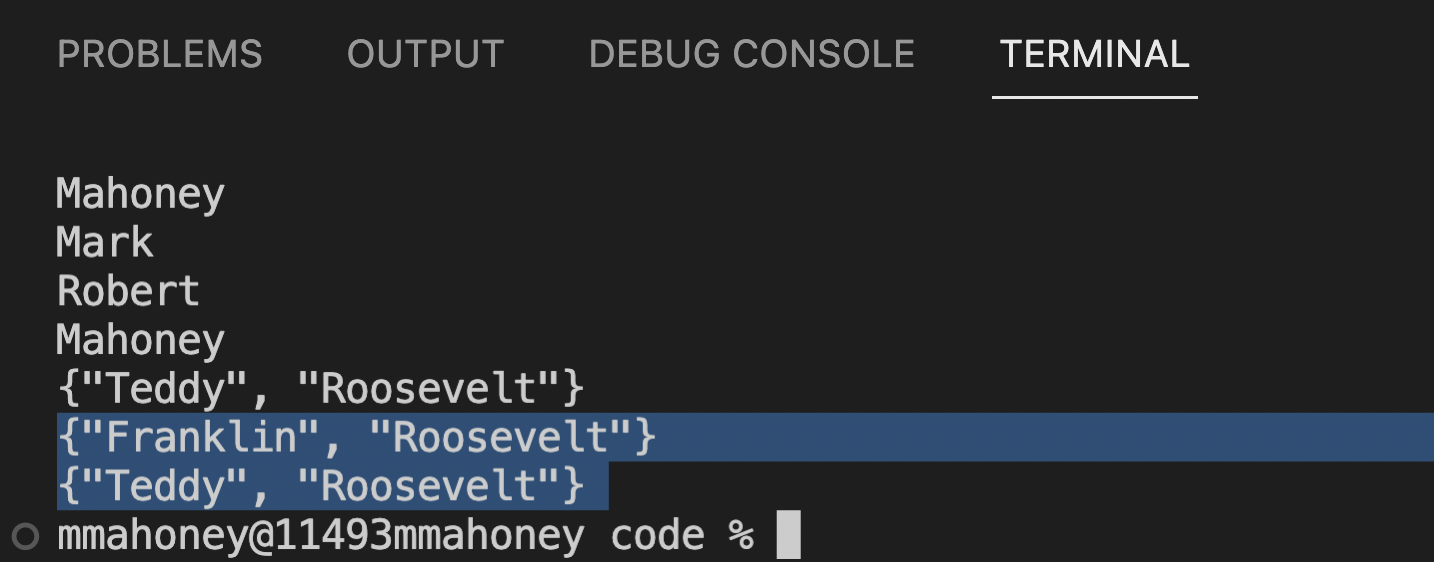 PROBLEMS OUTPUT DEBUG CONSOLE TERMINAL
Mahoney
Mark
Robert
Mahoney
{"Teddy", "Roosevelt"}
{"Franklin", "Roosevelt"}
{"Teddy", "Roosevelt"}
mmahoney@11493mmahoney code %